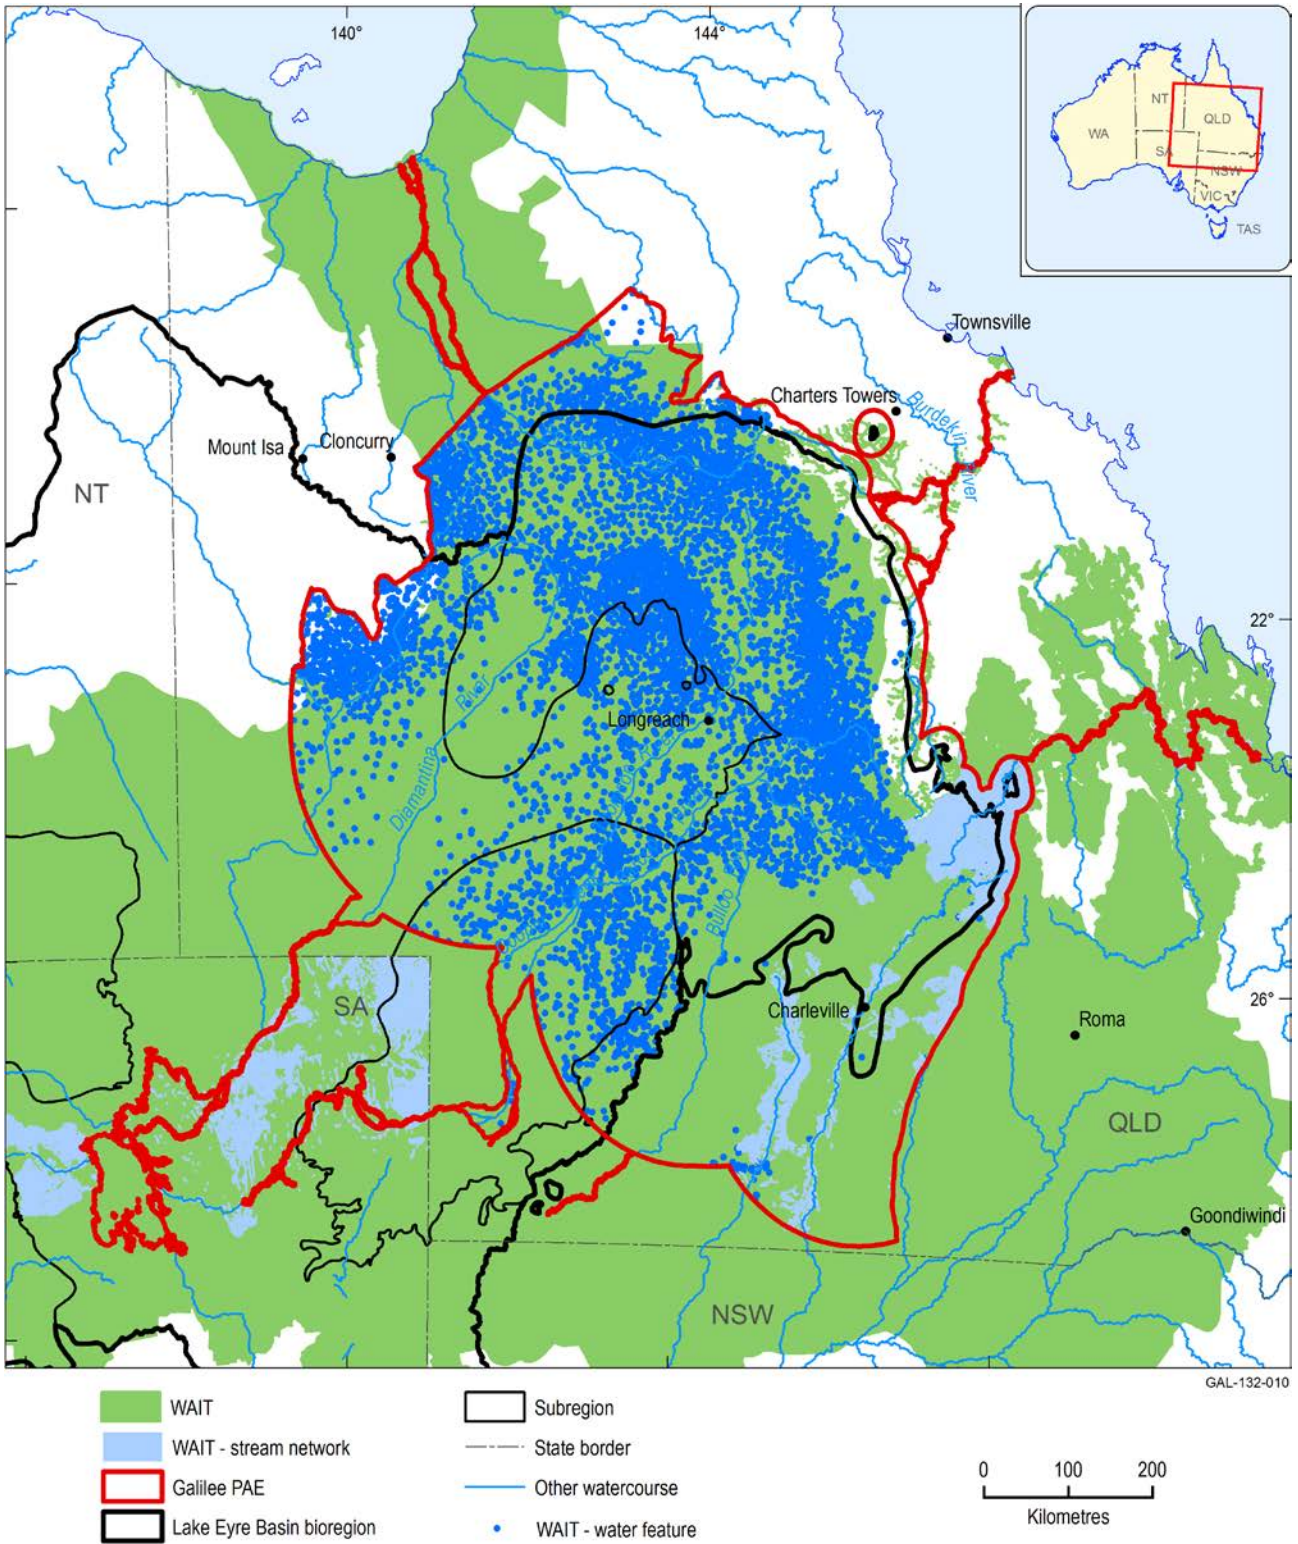 140°
144°
NT
QLD
WA
SA
NSW
VIC
TAS
Townsville
Charters Towers
Burdekin
River
Mount Isa
Cloncurry
NT
22°
River
Longreach
Diamantina
Bulloo
SA
Charleville
26°
Roma
QLD
Goondiwindi
NSW
GAL-132-010
WAIT
Subregion
WAIT - stream network
State border
Galilee PAE
Other watercourse
Lake Eyre Basin bioregion
WAIT - water feature
0 100 200
Kilometres